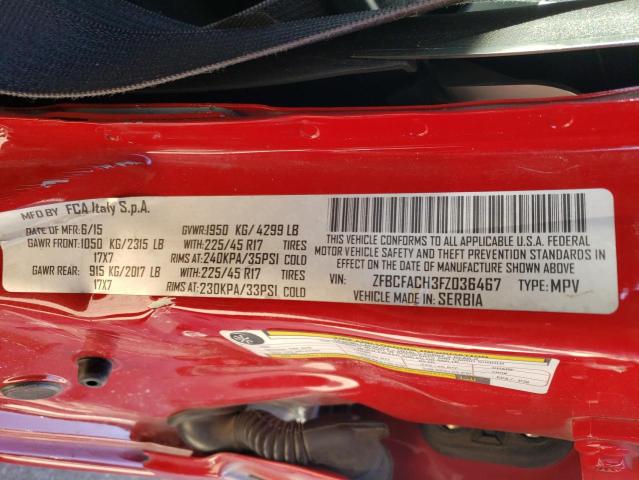 MFD BY FCA Italy S.p.A.
DATE OF MFR:6/15 GVWR:1950 KG/4299 LB
GAWR FRONT:1050 KG/2315 LB WITH:225/45 R17 TIRES
17X7 RIMS AT:240KPA/35PSI COLD
GAWR REAR: 915 KG/2017 LB WITH:225/45 R17 TIRES
17X7 RIMS AT:230KPA/33PSI COLD
THIS VEHICLE CONFORMS TO ALL APPLICABLE U.S.A. FEDERAL
MOTOR VEHICLE SAFETY, AND THEFT PREVENTION STANDARDS
IN EFFECT ON THE DATE OF MANUFACTURE SHOWN ABOVE.
VIN: ZFBCFACH3FZ036467 TYPE: MPV
VEHICLE MADE IN: SERBIA